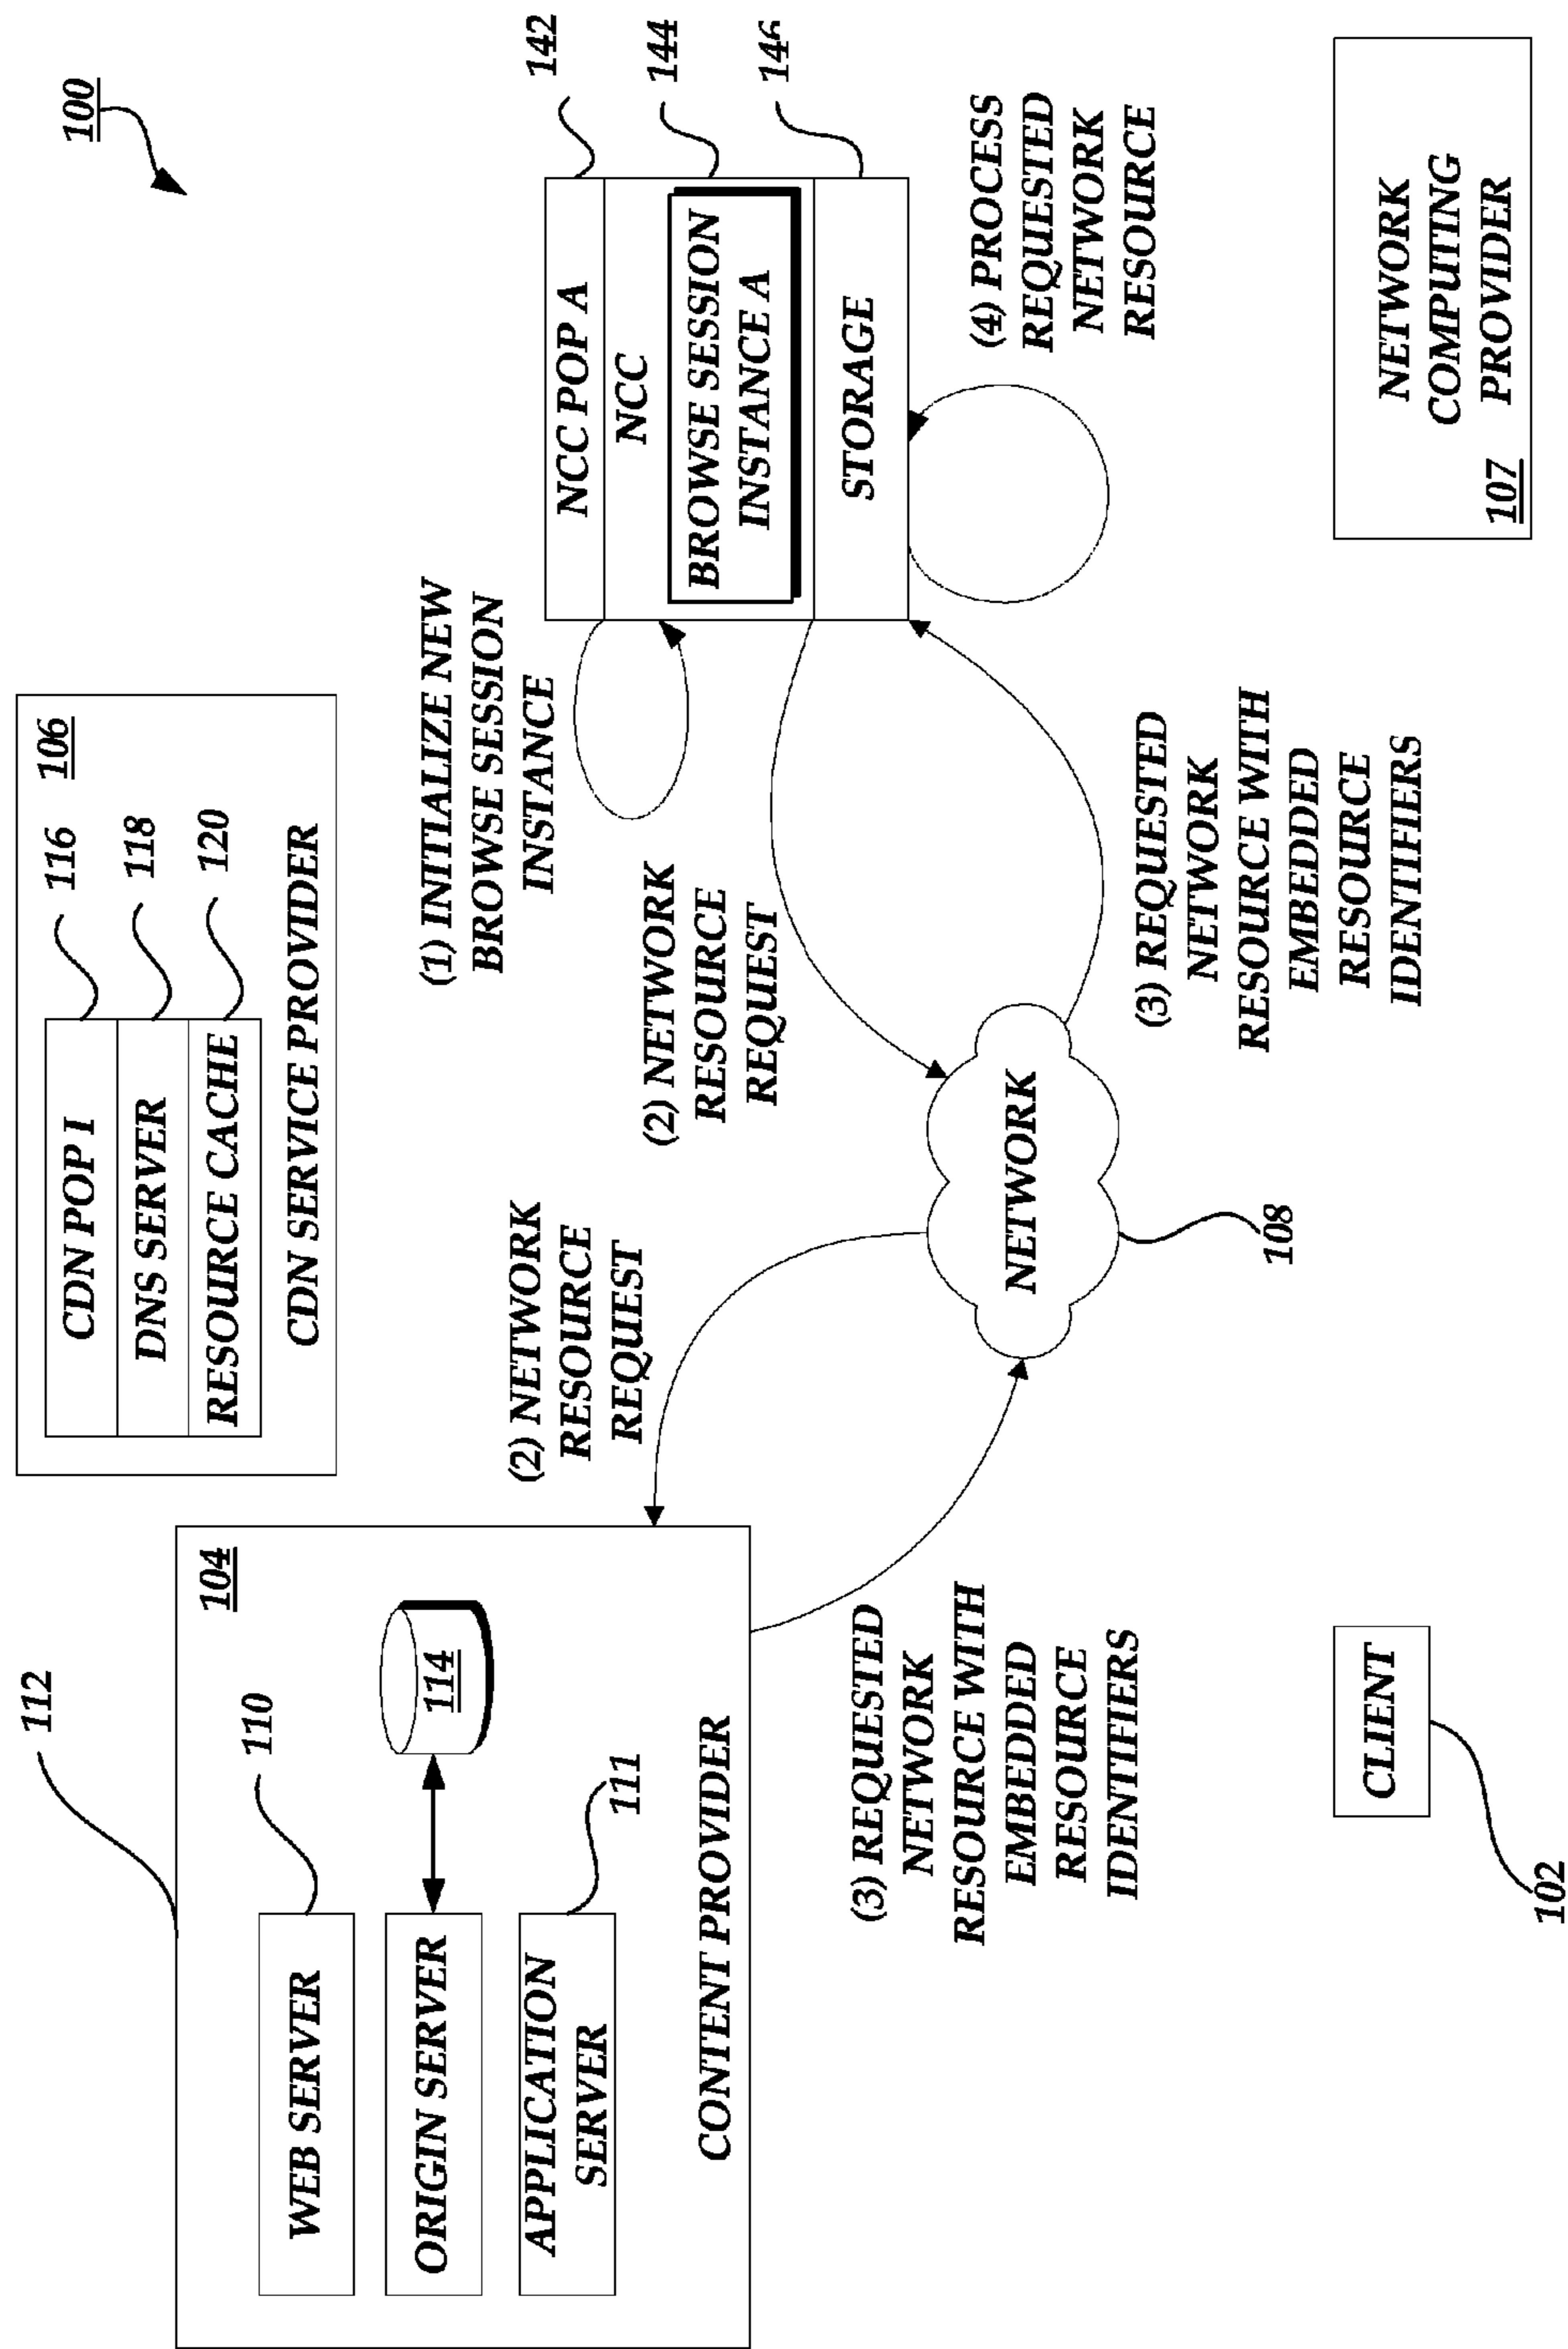 100
112
104
110
WEB SERVER
ORIGIN SERVER
114
APPLICATION
SERVER
111
CONTENT PROVIDER
106
CDN POP I
116
DNS SERVER
118
RESOURCE CACHE
120
CDN SERVICE PROVIDER
(1) INITIALIZE NEW
BROWSE SESSION
INSTANCE
NCC POP A
142
NCC
144
BROWSE SESSION
INSTANCE A
STORAGE
146
(2) NETWORK
RESOURCE
REQUEST
(2) NETWORK
RESOURCE
REQUEST
(4) PROCESS
REQUESTED
NETWORK
RESOURCE
NETWORK
108
(3) REQUESTED
NETWORK
RESOURCE WITH
EMBEDDED
RESOURCE
IDENTIFIERS
(3) REQUESTED
NETWORK
RESOURCE WITH
EMBEDDED
RESOURCE
IDENTIFIERS
CLIENT
102
NETWORK
COMPUTING
PROVIDER
107